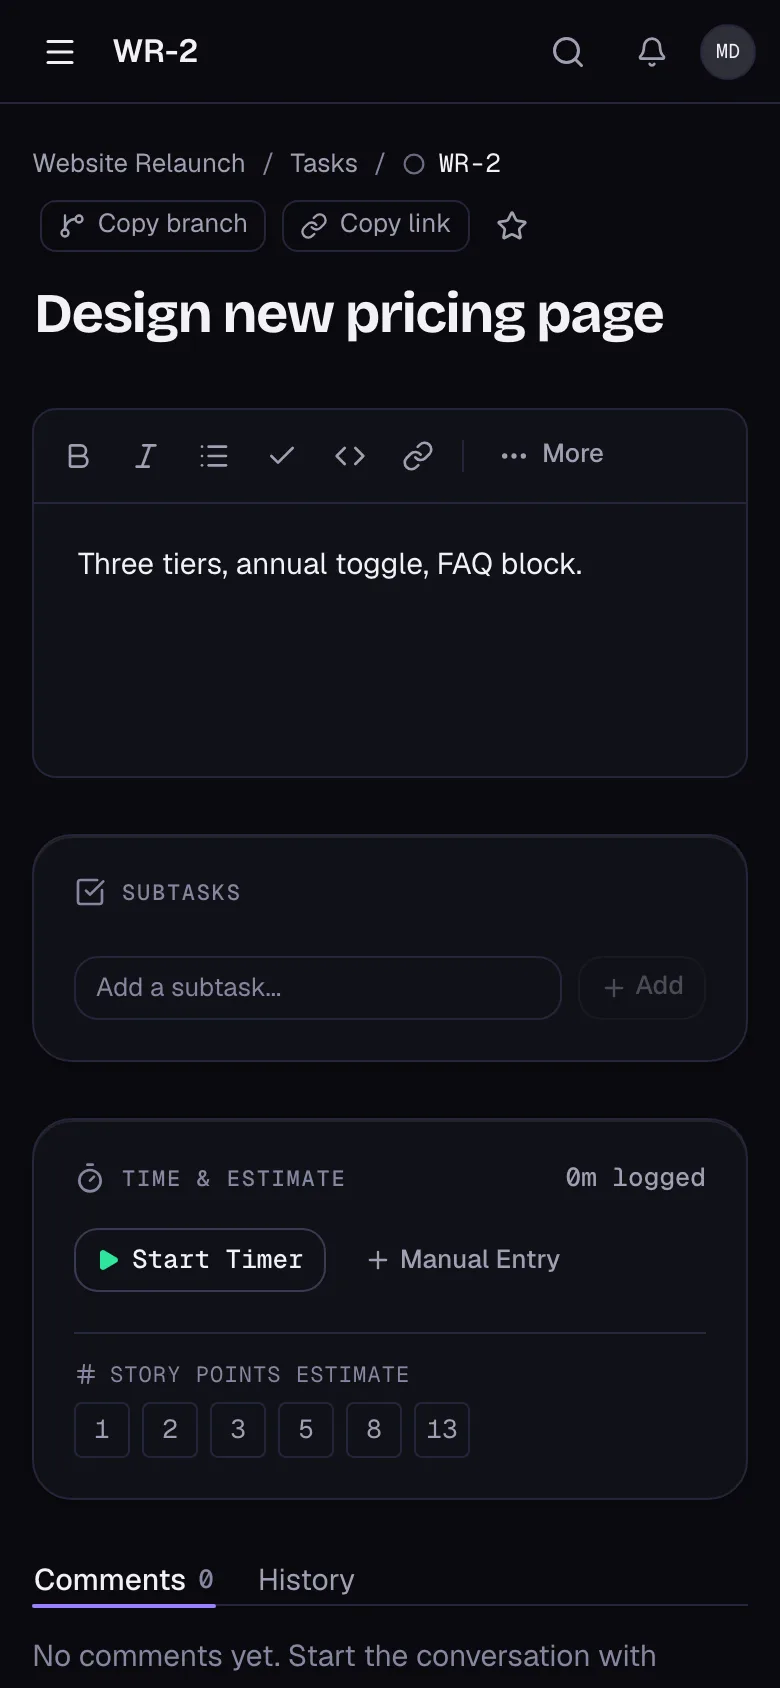 WR-2
MD
Website Relaunch / Tasks / WR-2
Copy branch Copy link
Design new pricing page
More
Three tiers, annual toggle, FAQ block.
SUBTASKS
Add a subtask...
+ Add
TIME & ESTIMATE 0m logged
Start Timer + Manual Entry
# STORY POINTS ESTIMATE
1 2 3 5 8 13
Comments 0 History
No comments yet. Start the conversation with